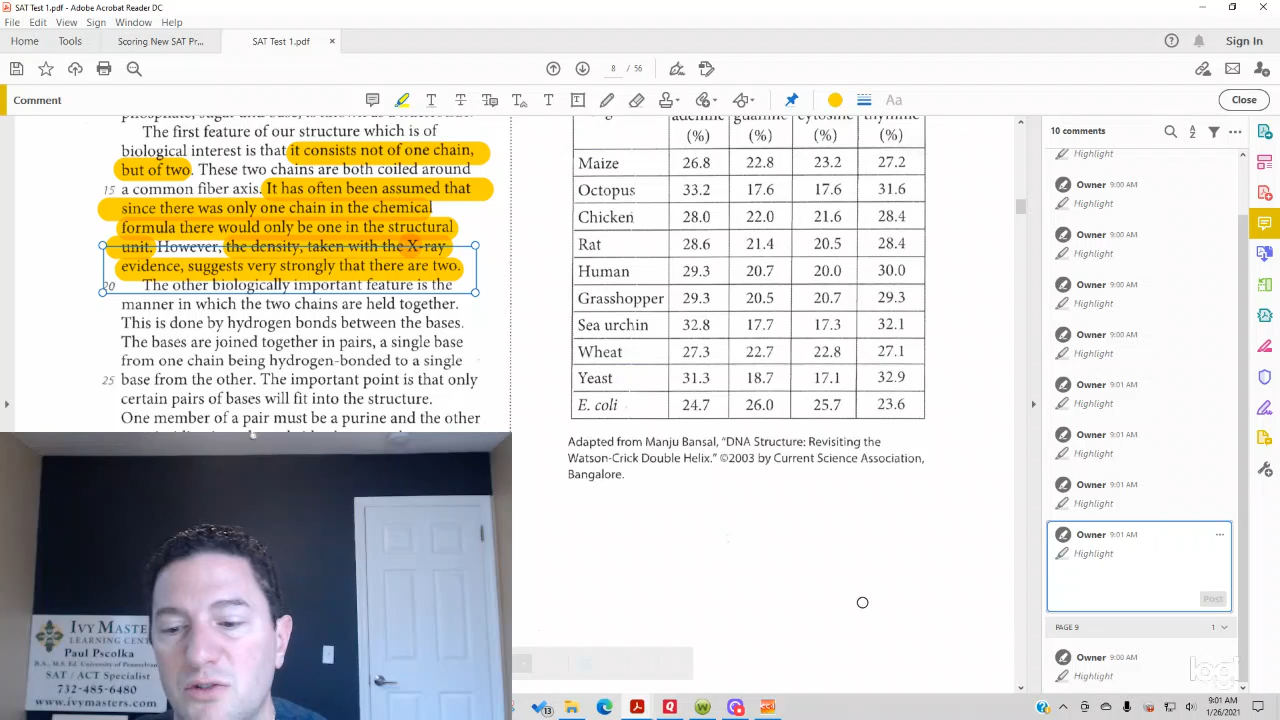 SAT Test 1.pdf - Adobe Acrobat Reader DC
File Edit View Sign Window Help
Home Tools Scoring New SAT Pr... SAT Test 1.pdf × Sign In
8 / 56
Comment Aa Close
The first feature of our structure which is of
biological interest is that it consists not of one chain,
but of two. These two chains are both coiled around
15 a common fiber axis. It has often been assumed that
since there was only one chain in the chemical
formula there would only be one in the structural
unit. However, the density, taken with the X-ray
evidence, suggests very strongly that there are two.
20 The other biologically important feature is the
manner in which the two chains are held together.
This is done by hydrogen bonds between the bases.
The bases are joined together in pairs, a single base
from one chain being hydrogen-bonded to a single
25 base from the other. The important point is that only
certain pairs of bases will fit into the structure.
One member of a pair must be a purine and the other
(%) (%) (%) (%)
Maize 26.8 22.8 23.2 27.2
Octopus 33.2 17.6 17.6 31.6
Chicken 28.0 22.0 21.6 28.4
Rat 28.6 21.4 20.5 28.4
Human 29.3 20.7 20.0 30.0
Grasshopper 29.3 20.5 20.7 29.3
Sea urchin 32.8 17.7 17.3 32.1
Wheat 27.3 22.7 22.8 27.1
Yeast 31.3 18.7 17.1 32.9
E. coli 24.7 26.0 25.7 23.6
Adapted from Manju Bansal, “DNA Structure: Revisiting the
Watson-Crick Double Helix.” ©2003 by Current Science Association,
Bangalore.
10 comments
Highlight
Owner 9:00 AM
Highlight
Owner 9:00 AM
Highlight
Owner 9:00 AM
Highlight
Owner 9:00 AM
Highlight
Owner 9:01 AM
Highlight
Owner 9:01 AM
Highlight
Owner 9:01 AM
Highlight
Owner 9:01 AM
Highlight
Post
PAGE 9 1
Owner 9:00 AM
Highlight
IVY MASTERS
LEARNING CENT
Paul Pscolka
B.A., M.S. Ed. University of Pennsylvan
SAT / ACT Specialist
732-485-6480
www.ivymasters.com
13
9:01 AM
1/26/2021